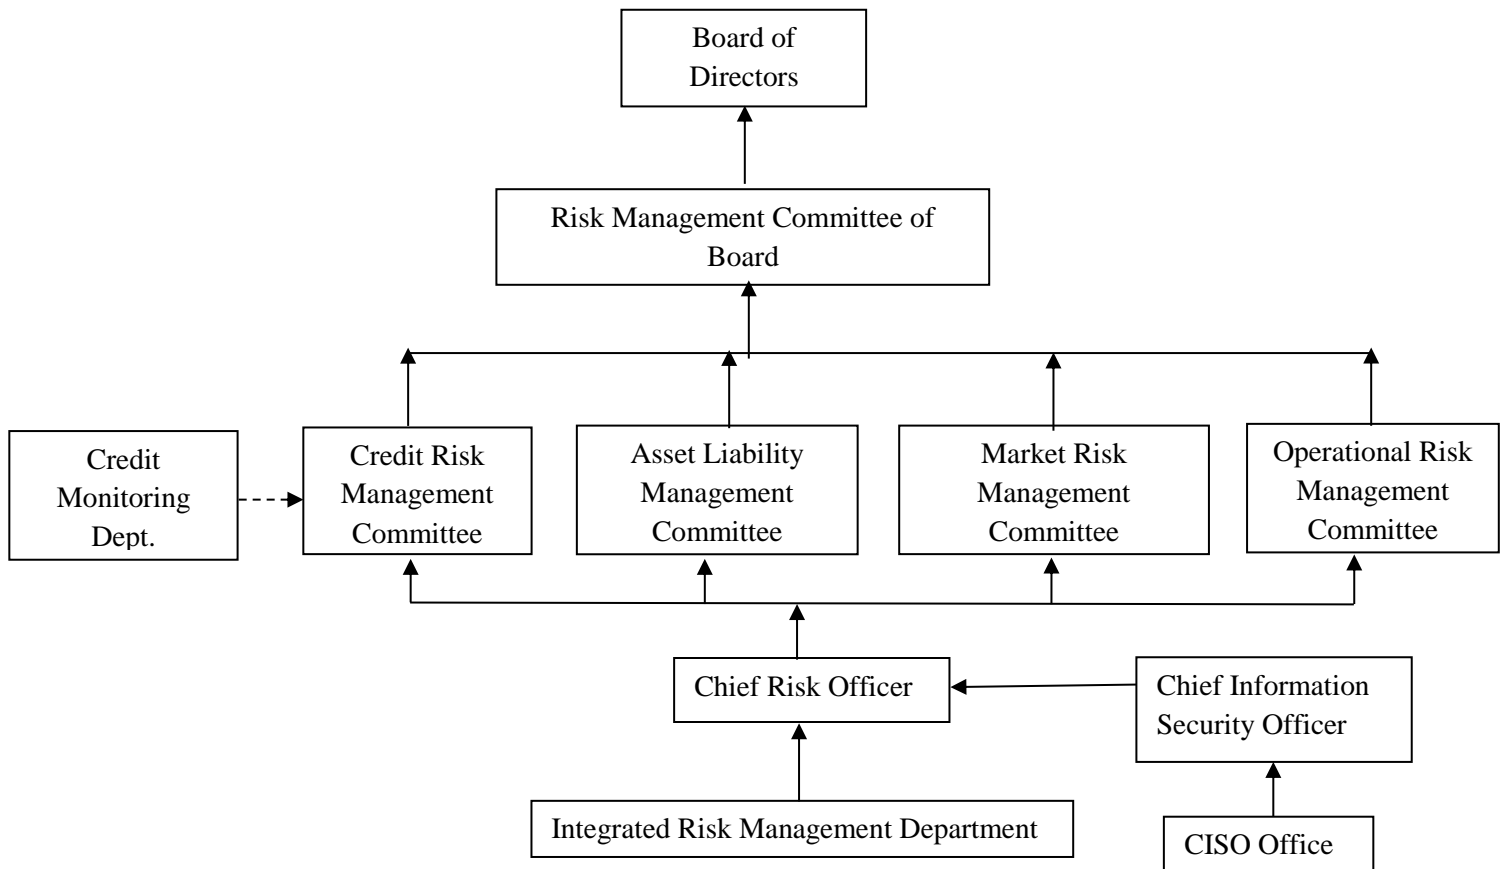 Board of
Directors
Risk Management Committee of
Board
Credit
Monitoring
Dept.
Credit Risk
Management
Committee
Asset Liability
Management
Committee
Market Risk
Management
Committee
Operational Risk
Management
Committee
Chief Risk Officer
Chief Information
Security Officer
Integrated Risk Management Department
CISO Office